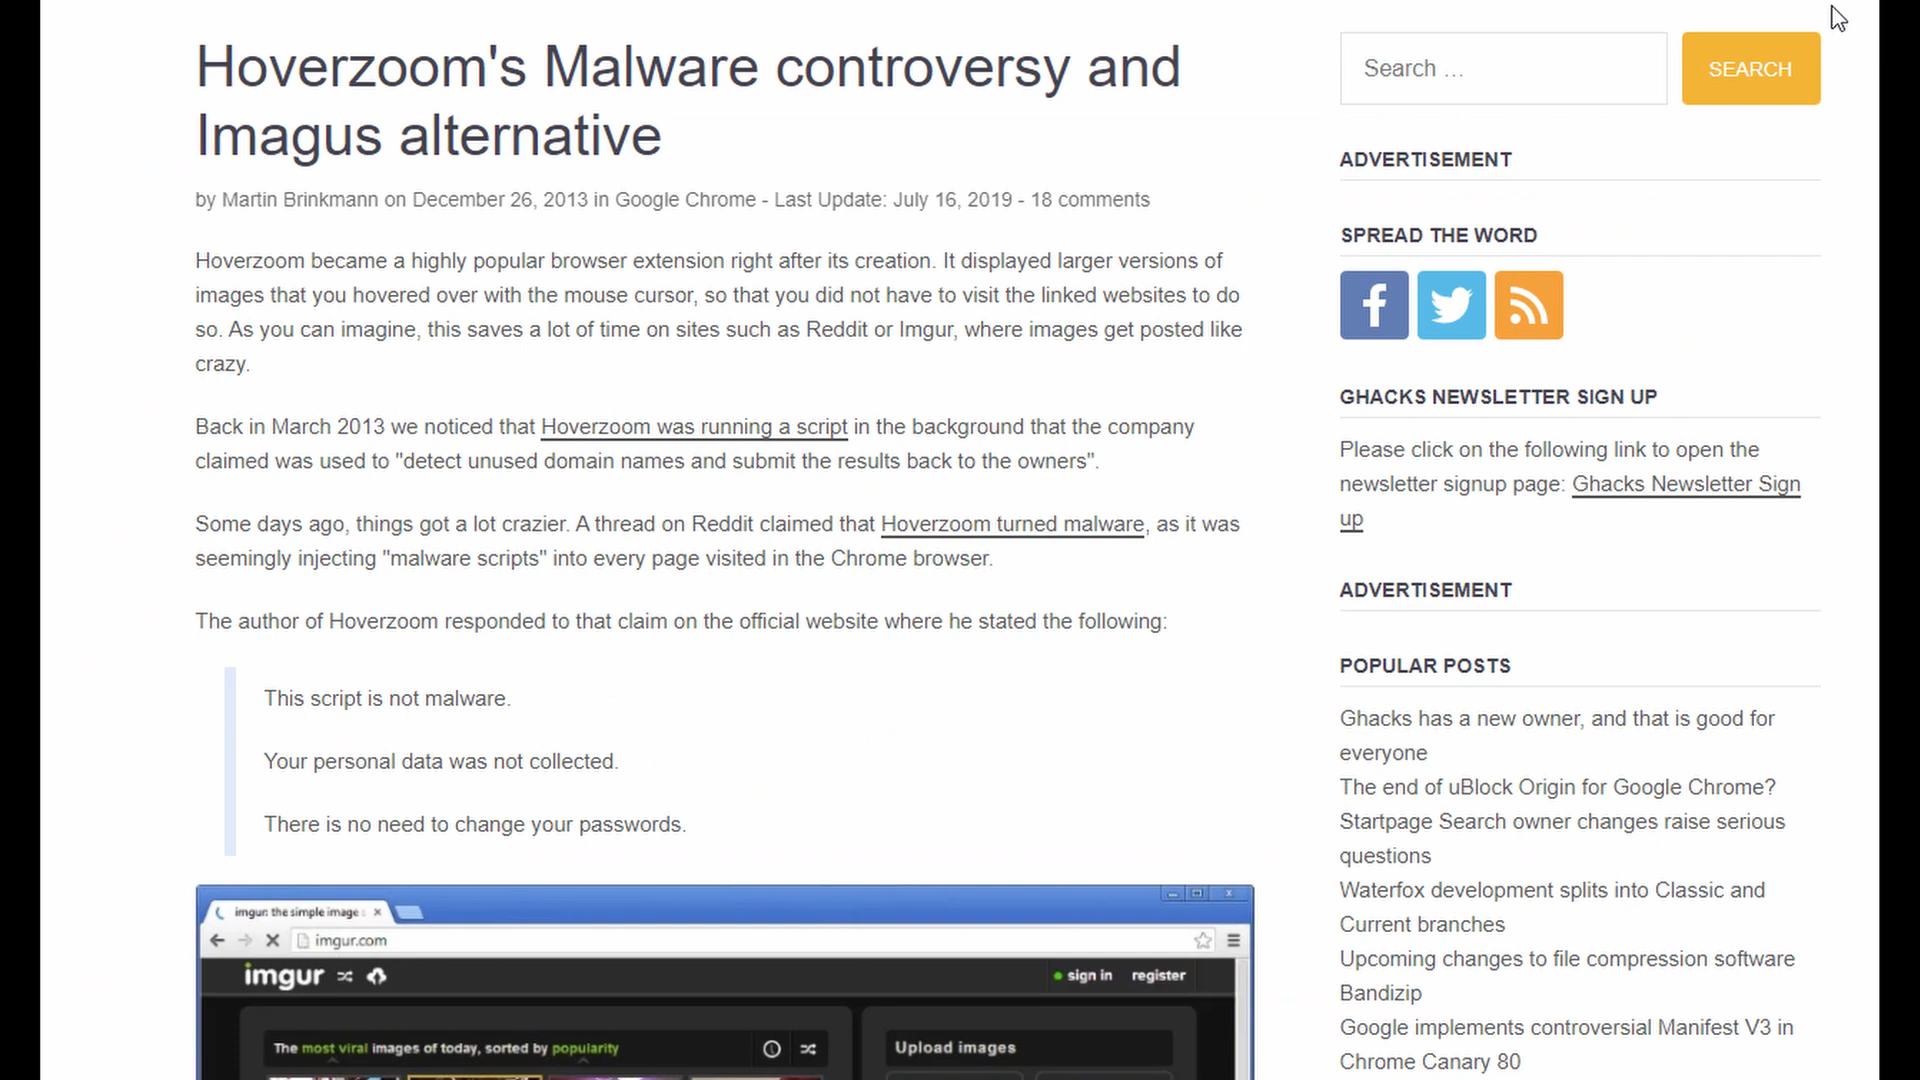 Hoverzoom's Malware controversy and
Imagus alternative
by Martin Brinkmann on December 26, 2013 in Google Chrome - Last Update: July 16, 2019 - 18 comments
Hoverzoom became a highly popular browser extension right after its creation. It displayed larger versions of
images that you hovered over with the mouse cursor, so that you did not have to visit the linked websites to do
so. As you can imagine, this saves a lot of time on sites such as Reddit or Imgur, where images get posted like
crazy.
Back in March 2013 we noticed that Hoverzoom was running a script in the background that the company
claimed was used to "detect unused domain names and submit the results back to the owners".
Some days ago, things got a lot crazier. A thread on Reddit claimed that Hoverzoom turned malware, as it was
seemingly injecting "malware scripts" into every page visited in the Chrome browser.
The author of Hoverzoom responded to that claim on the official website where he stated the following:
This script is not malware.
Your personal data was not collected.
There is no need to change your passwords.
imgur: the simple image s
imgur.com
imgur
sign in register
The most viral images of today, sorted by popularity
Upload images
Search …
SEARCH
ADVERTISEMENT
SPREAD THE WORD
GHACKS NEWSLETTER SIGN UP
Please click on the following link to open the
newsletter signup page: Ghacks Newsletter Sign
up
ADVERTISEMENT
POPULAR POSTS
Ghacks has a new owner, and that is good for
everyone
The end of uBlock Origin for Google Chrome?
Startpage Search owner changes raise serious
questions
Waterfox development splits into Classic and
Current branches
Upcoming changes to file compression software
Bandizip
Google implements controversial Manifest V3 in
Chrome Canary 80